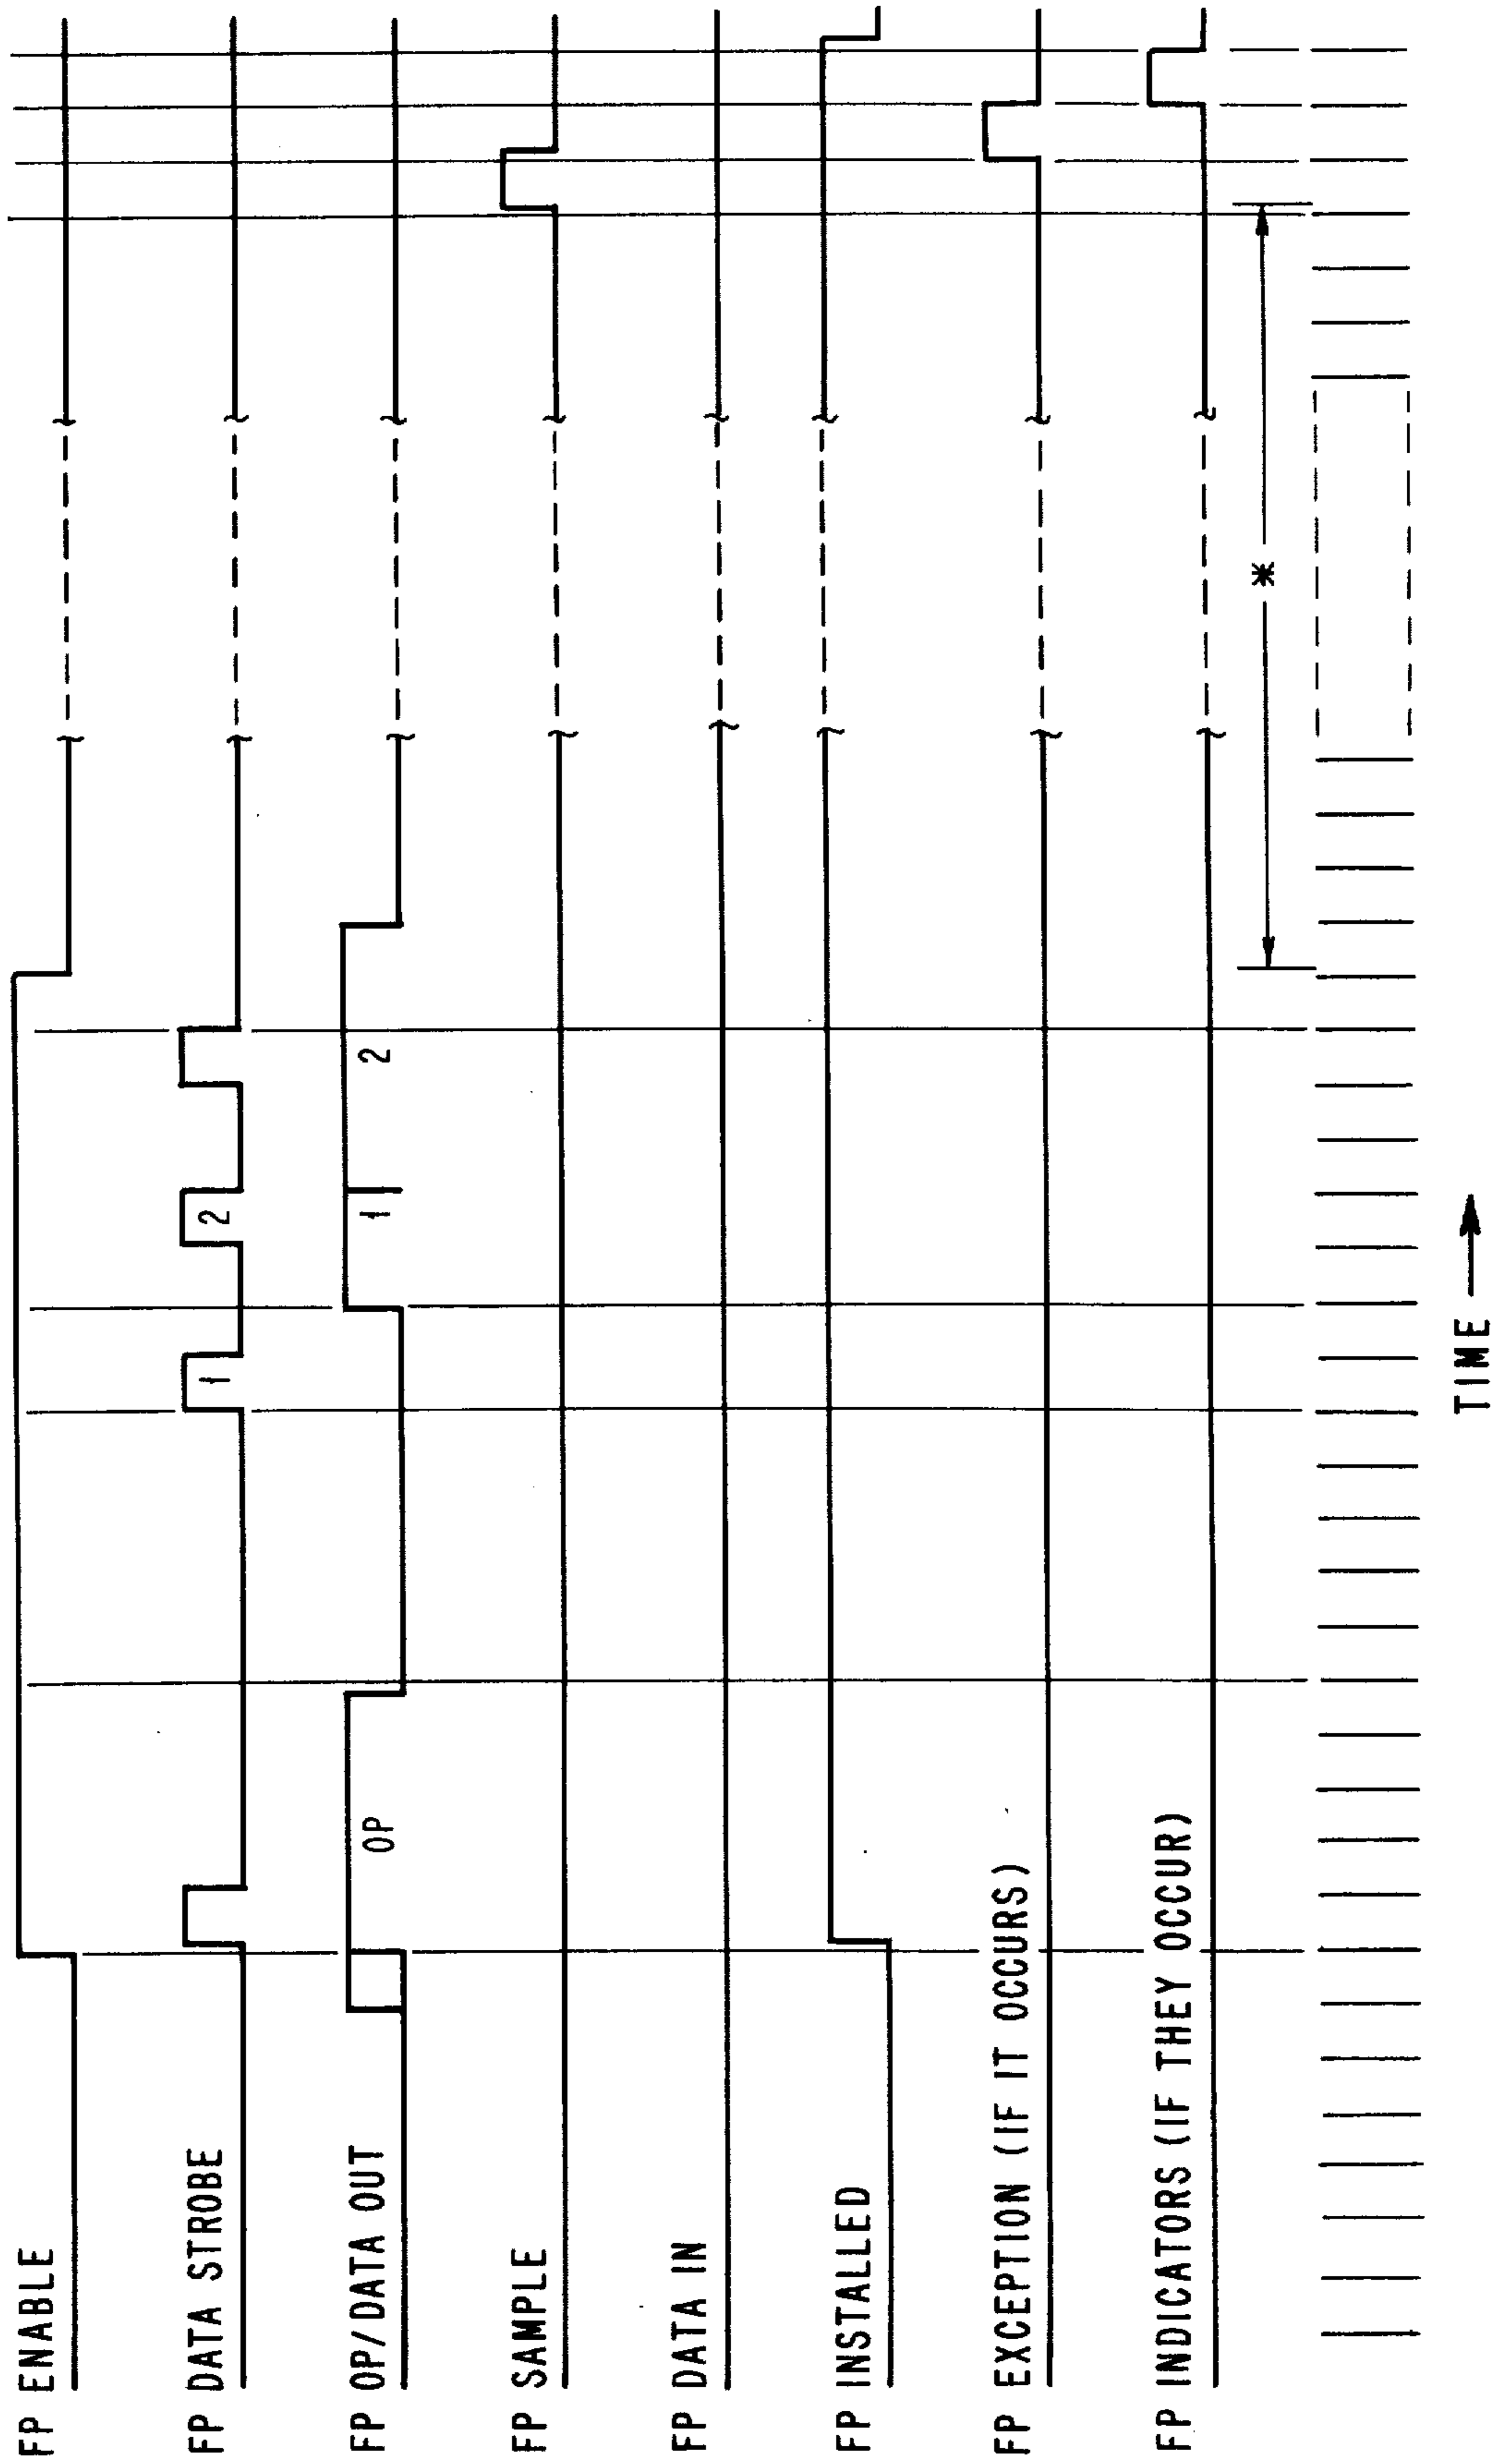 FP ENABLE
FP DATA STROBE
1
2
FP OP/DATA OUT
OP
1
2
FP SAMPLE
FP DATA IN
FP INSTALLED
FP EXCEPTION (IF IT OCCURS)
FP INDICATORS (IF THEY OCCUR)
*
TIME